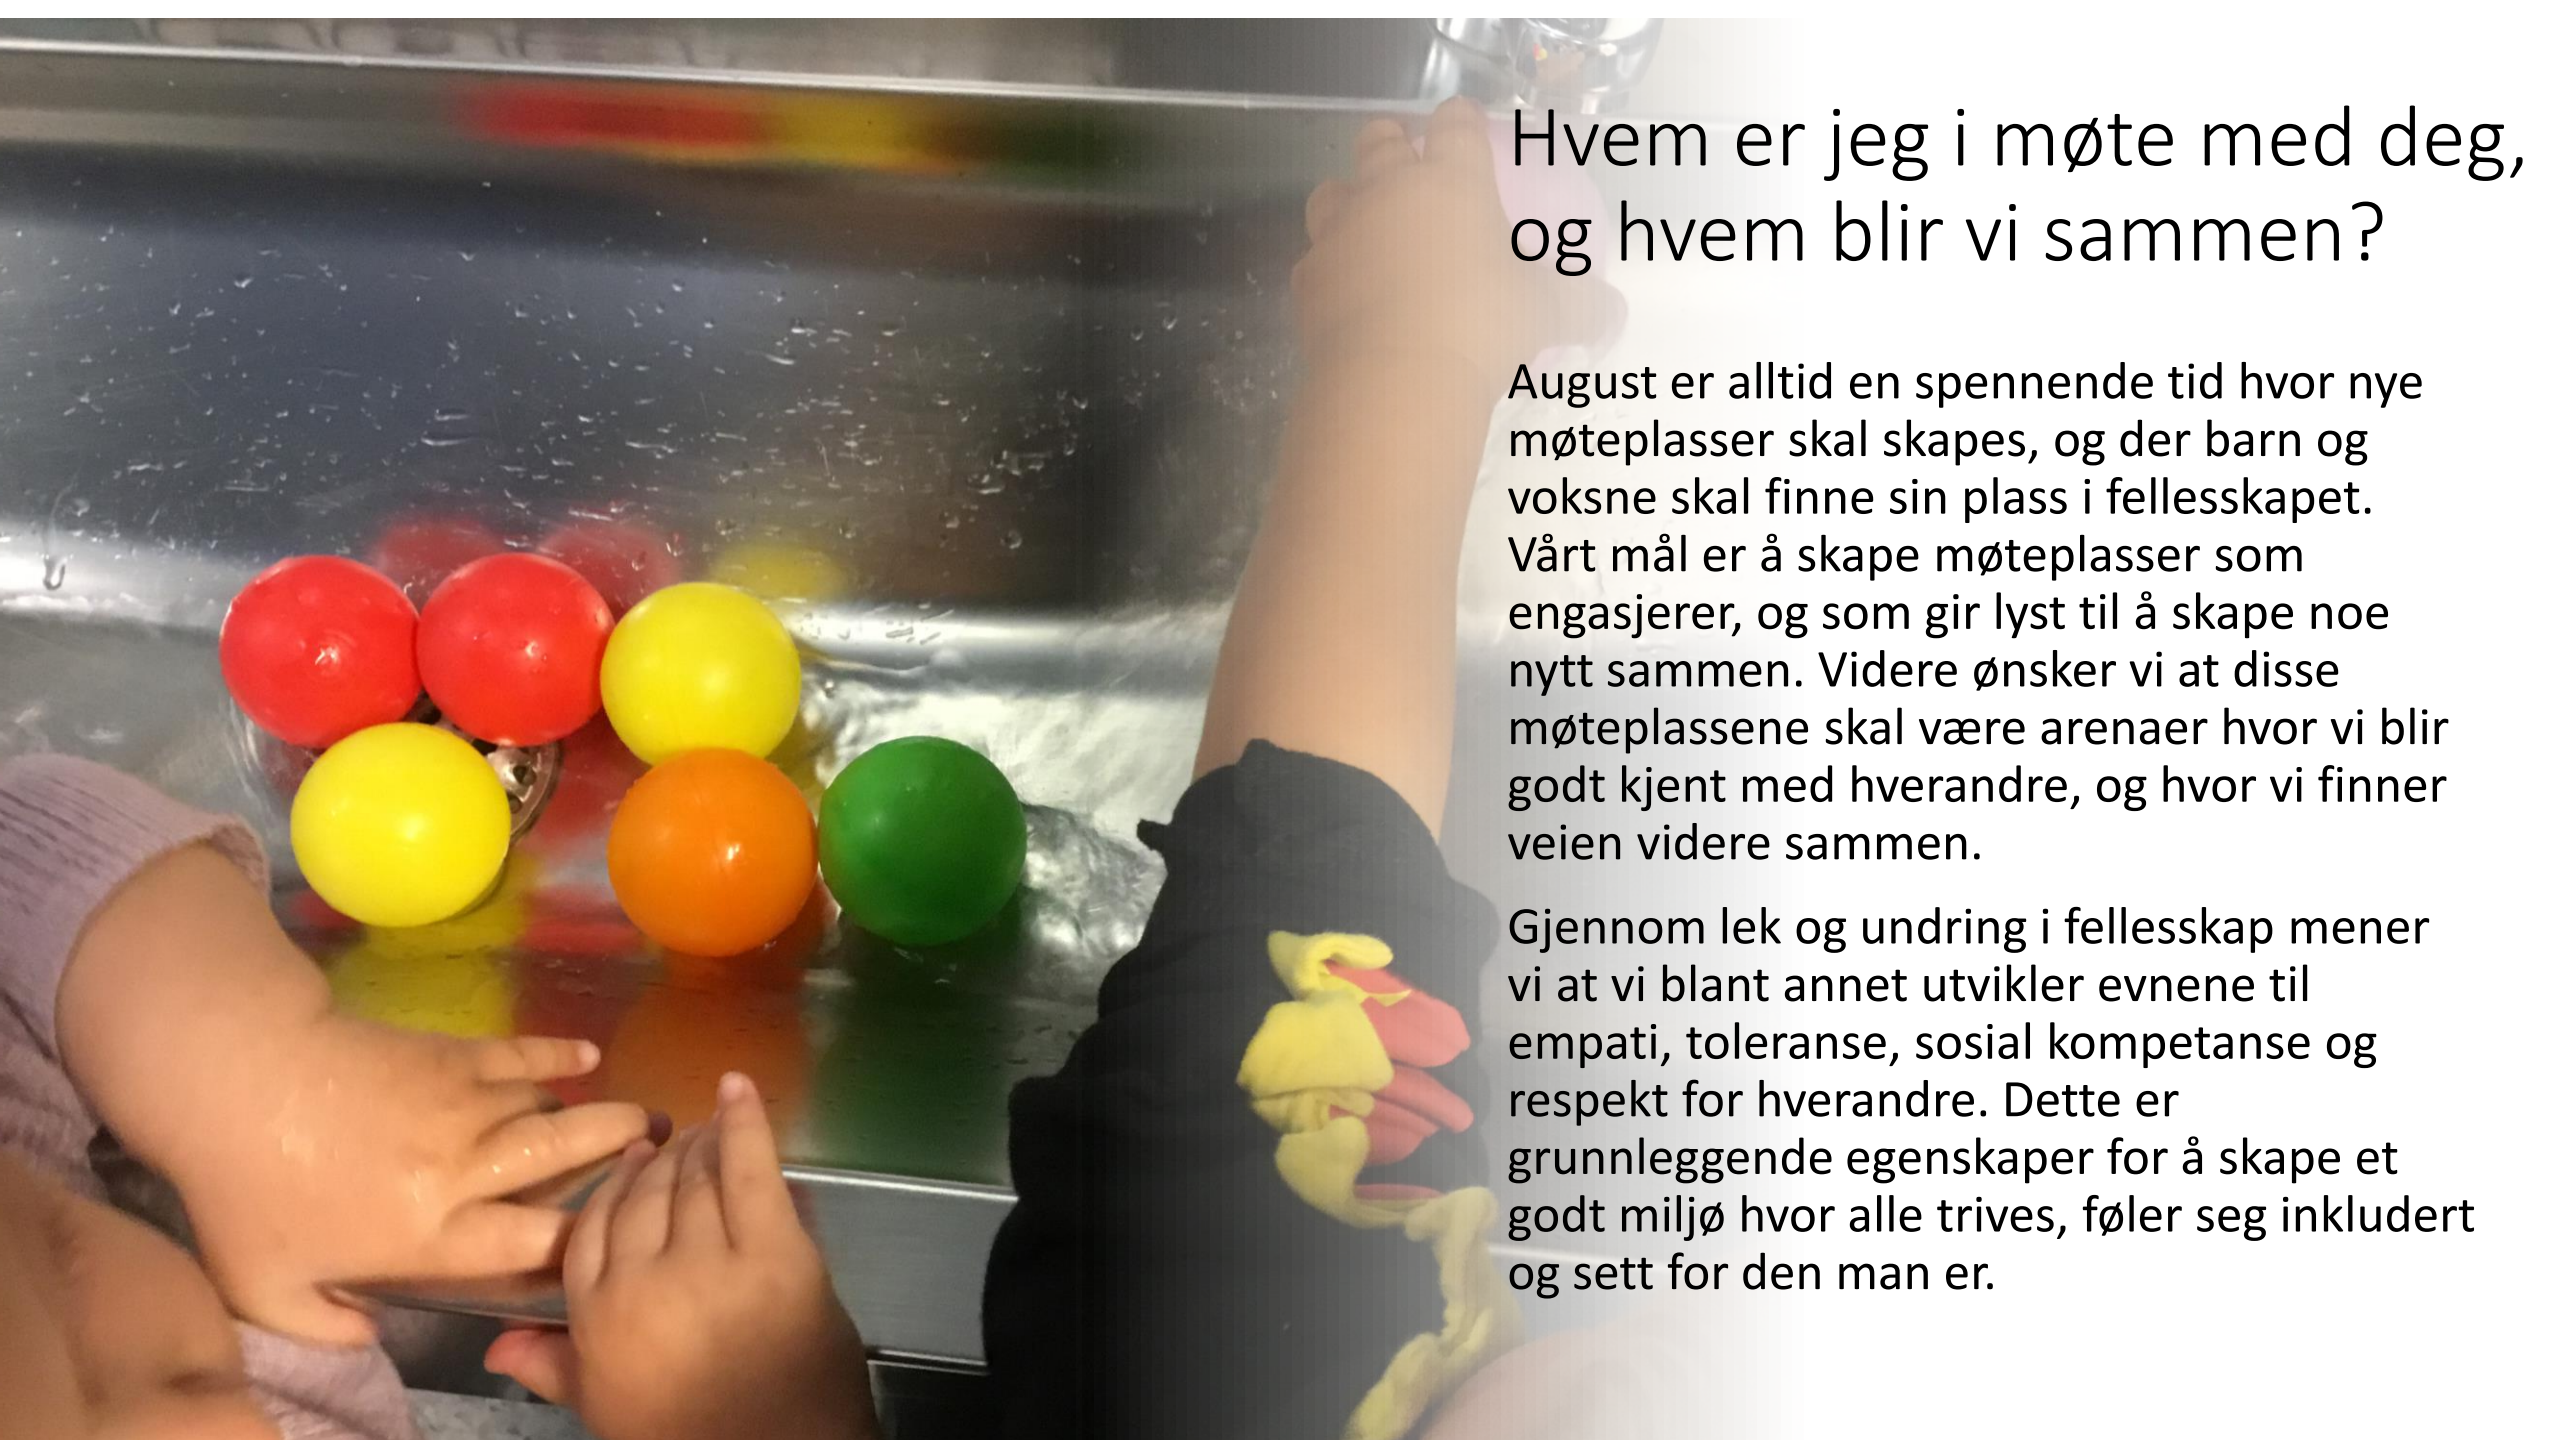 Hvem er jeg i møte med deg,
og hvem blir vi sammen?
August er alltid en spennende tid hvor nye
møteplasser skal skapes, og der barn og
voksne skal finne sin plass i fellesskapet.
Vårt mål er å skape møteplasser som
engasjerer, og som gir lyst til å skape noe
nytt sammen. Videre ønsker vi at disse
møteplassene skal være arenaer hvor vi blir
godt kjent med hverandre, og hvor vi finner
veien videre sammen.
Gjennom lek og undring i fellesskap mener
vi at vi blant annet utvikler evnene til
empati, toleranse, sosial kompetanse og
respekt for hverandre. Dette er
grunnleggende egenskaper for å skape et
godt miljø hvor alle trives, føler seg inkludert
og sett for den man er.